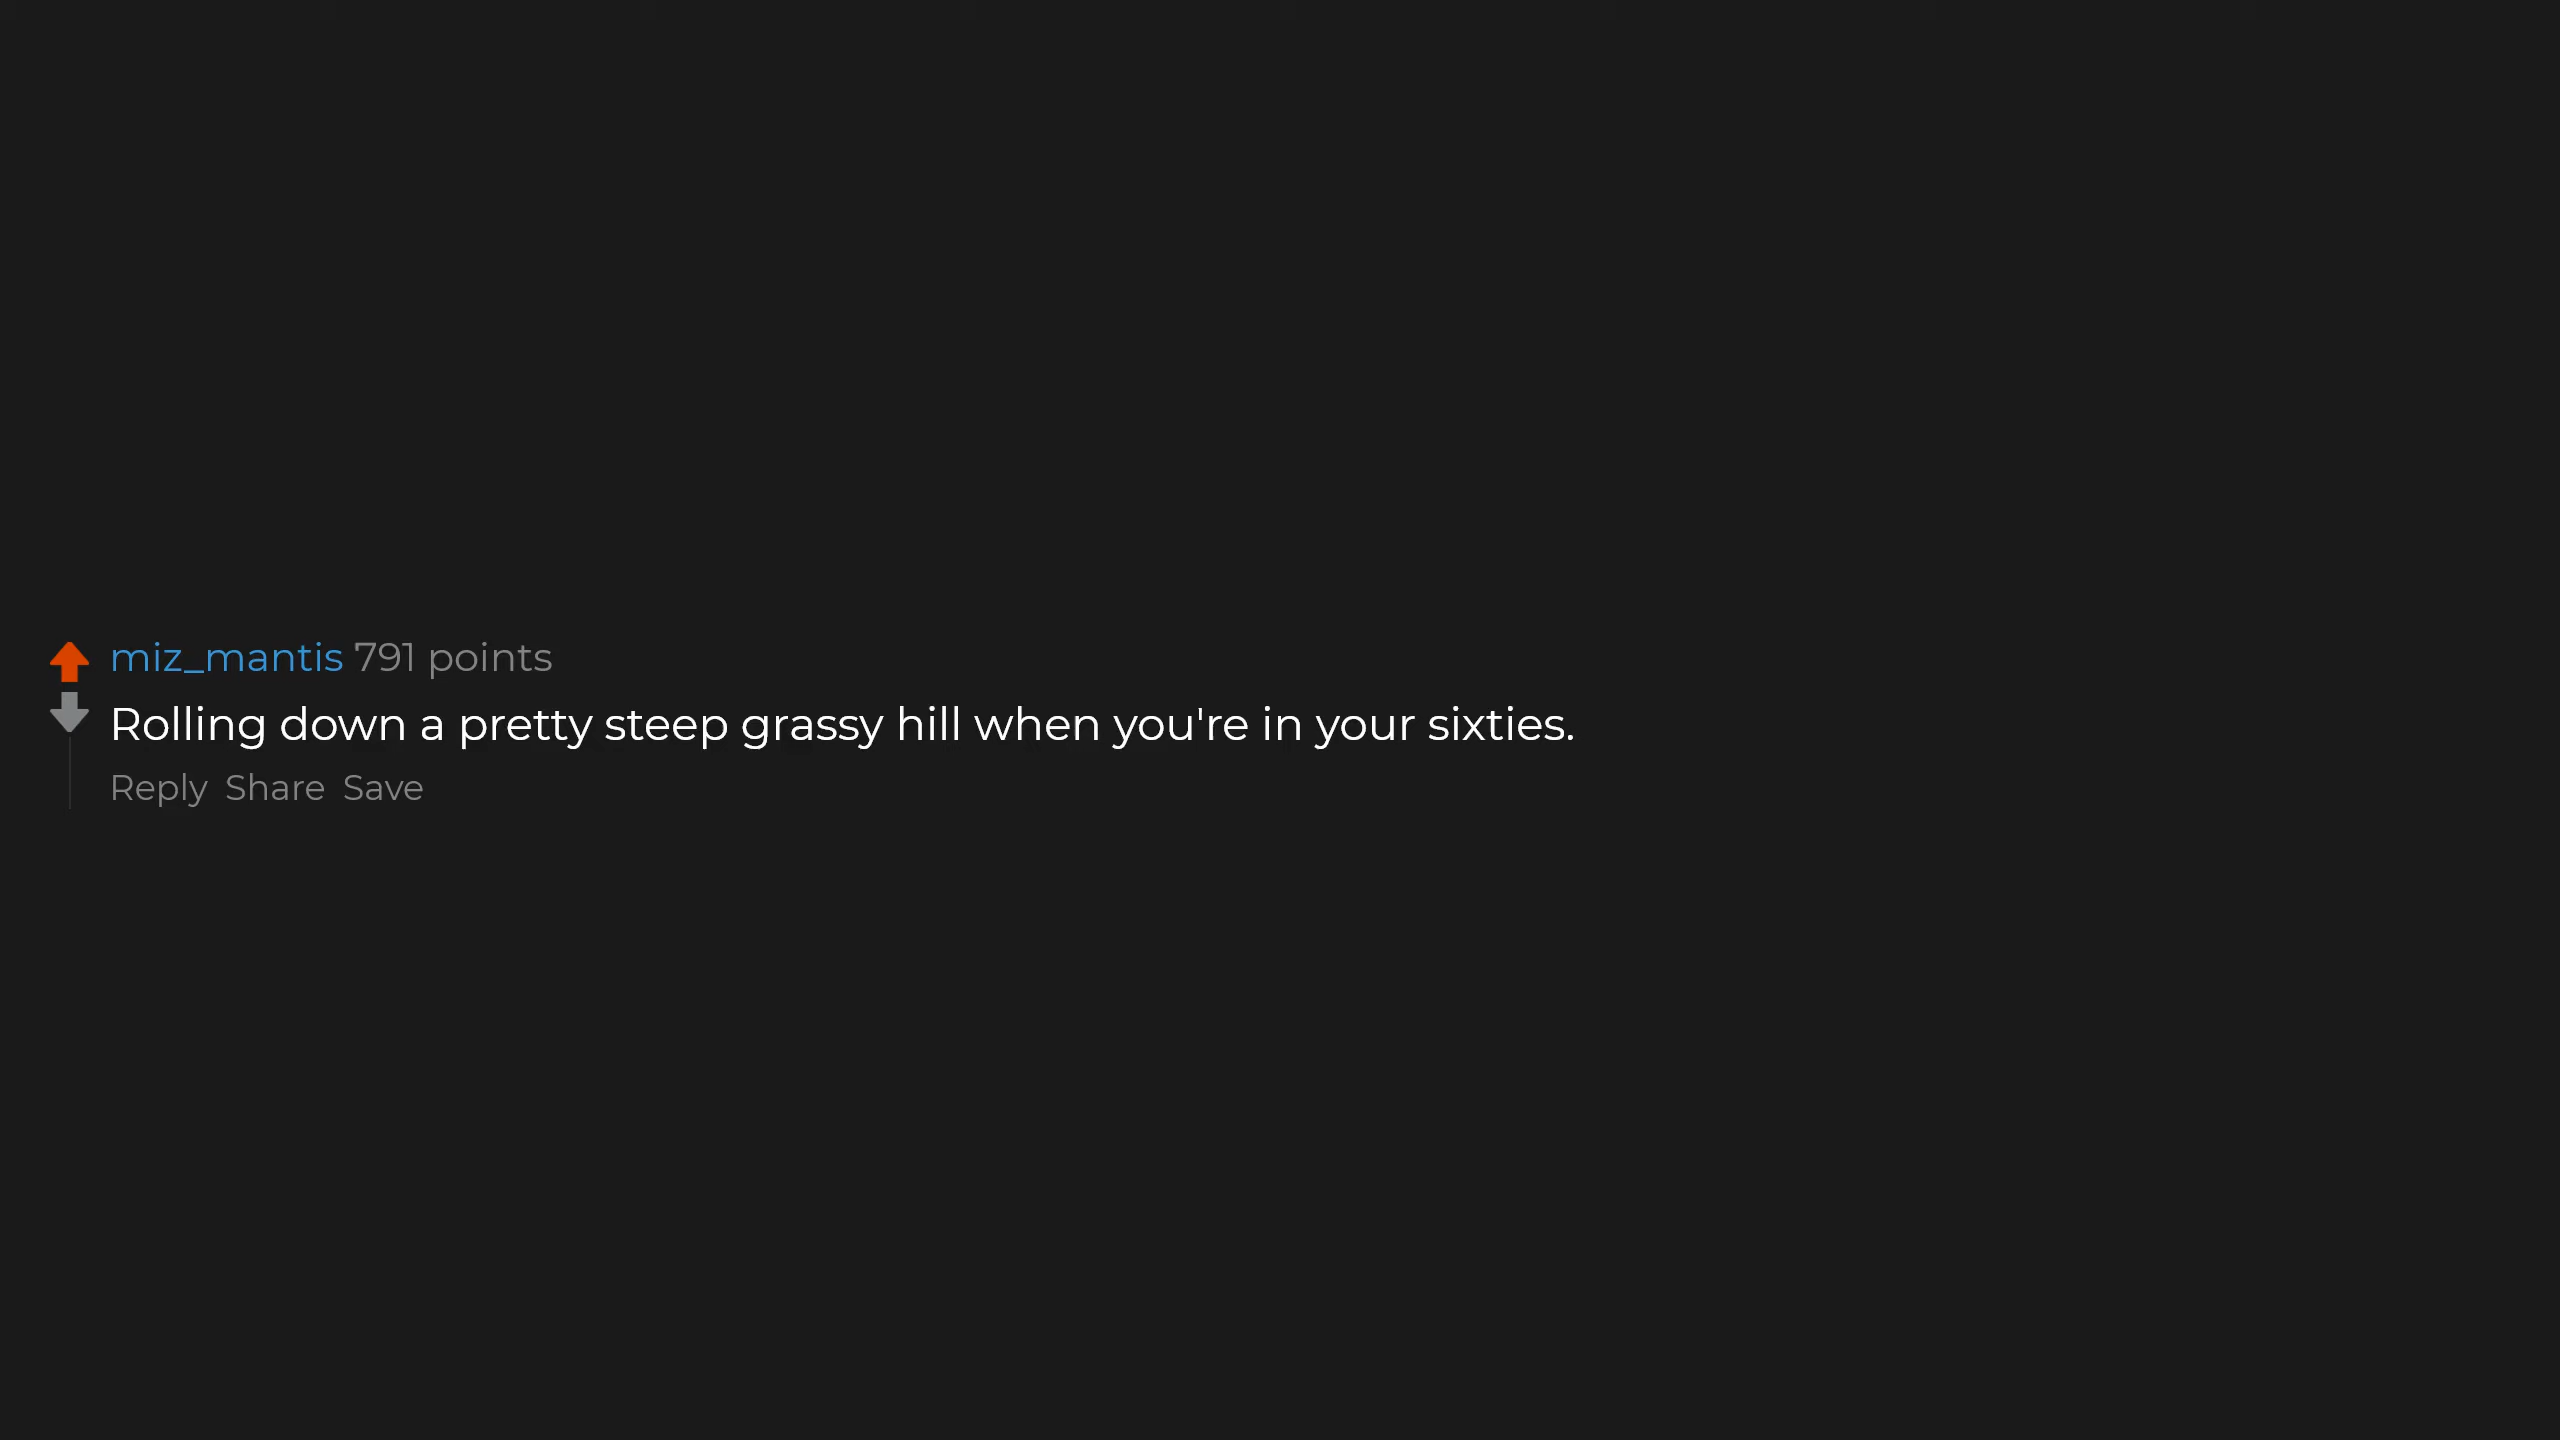 miz_mantis 791 points
Rolling down a pretty steep grassy hill when you're in your sixties.
Reply Share Save